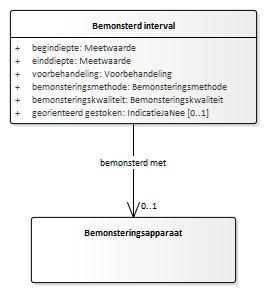 Bemonsterd interval
+ begindiepte: Meetwaarde
+ einddiepte: Meetwaarde
+ voorbehandeling: Voorbehandeling
+ bemonsteringsmethode: Bemonsteringsmethode
+ bemonsteringskwaliteit: Bemonsteringskwaliteit
+ georienteerd gestoken: IndicatieJaNee [0..1]
bemonsterd met
0..1
Bemonsteringsapparaat